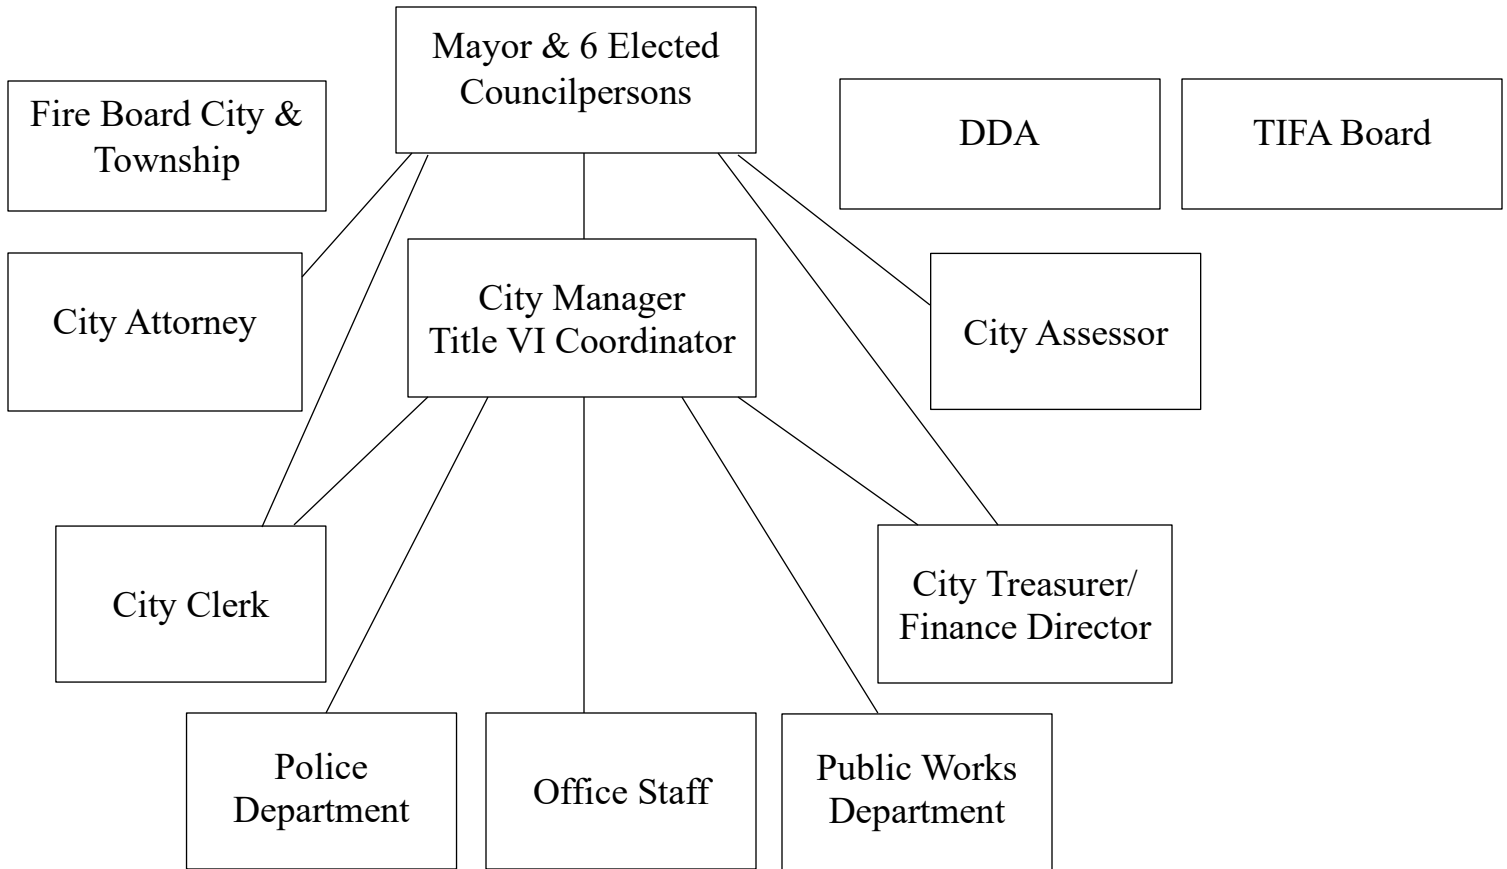 Mayor & 6 Elected
Councilpersons
Fire Board City &
Township
DDA
TIFA Board
City Attorney
City Manager
Title VI Coordinator
City Assessor
City Clerk
City Treasurer/
Finance Director
Police
Department
Office Staff
Public Works
Department